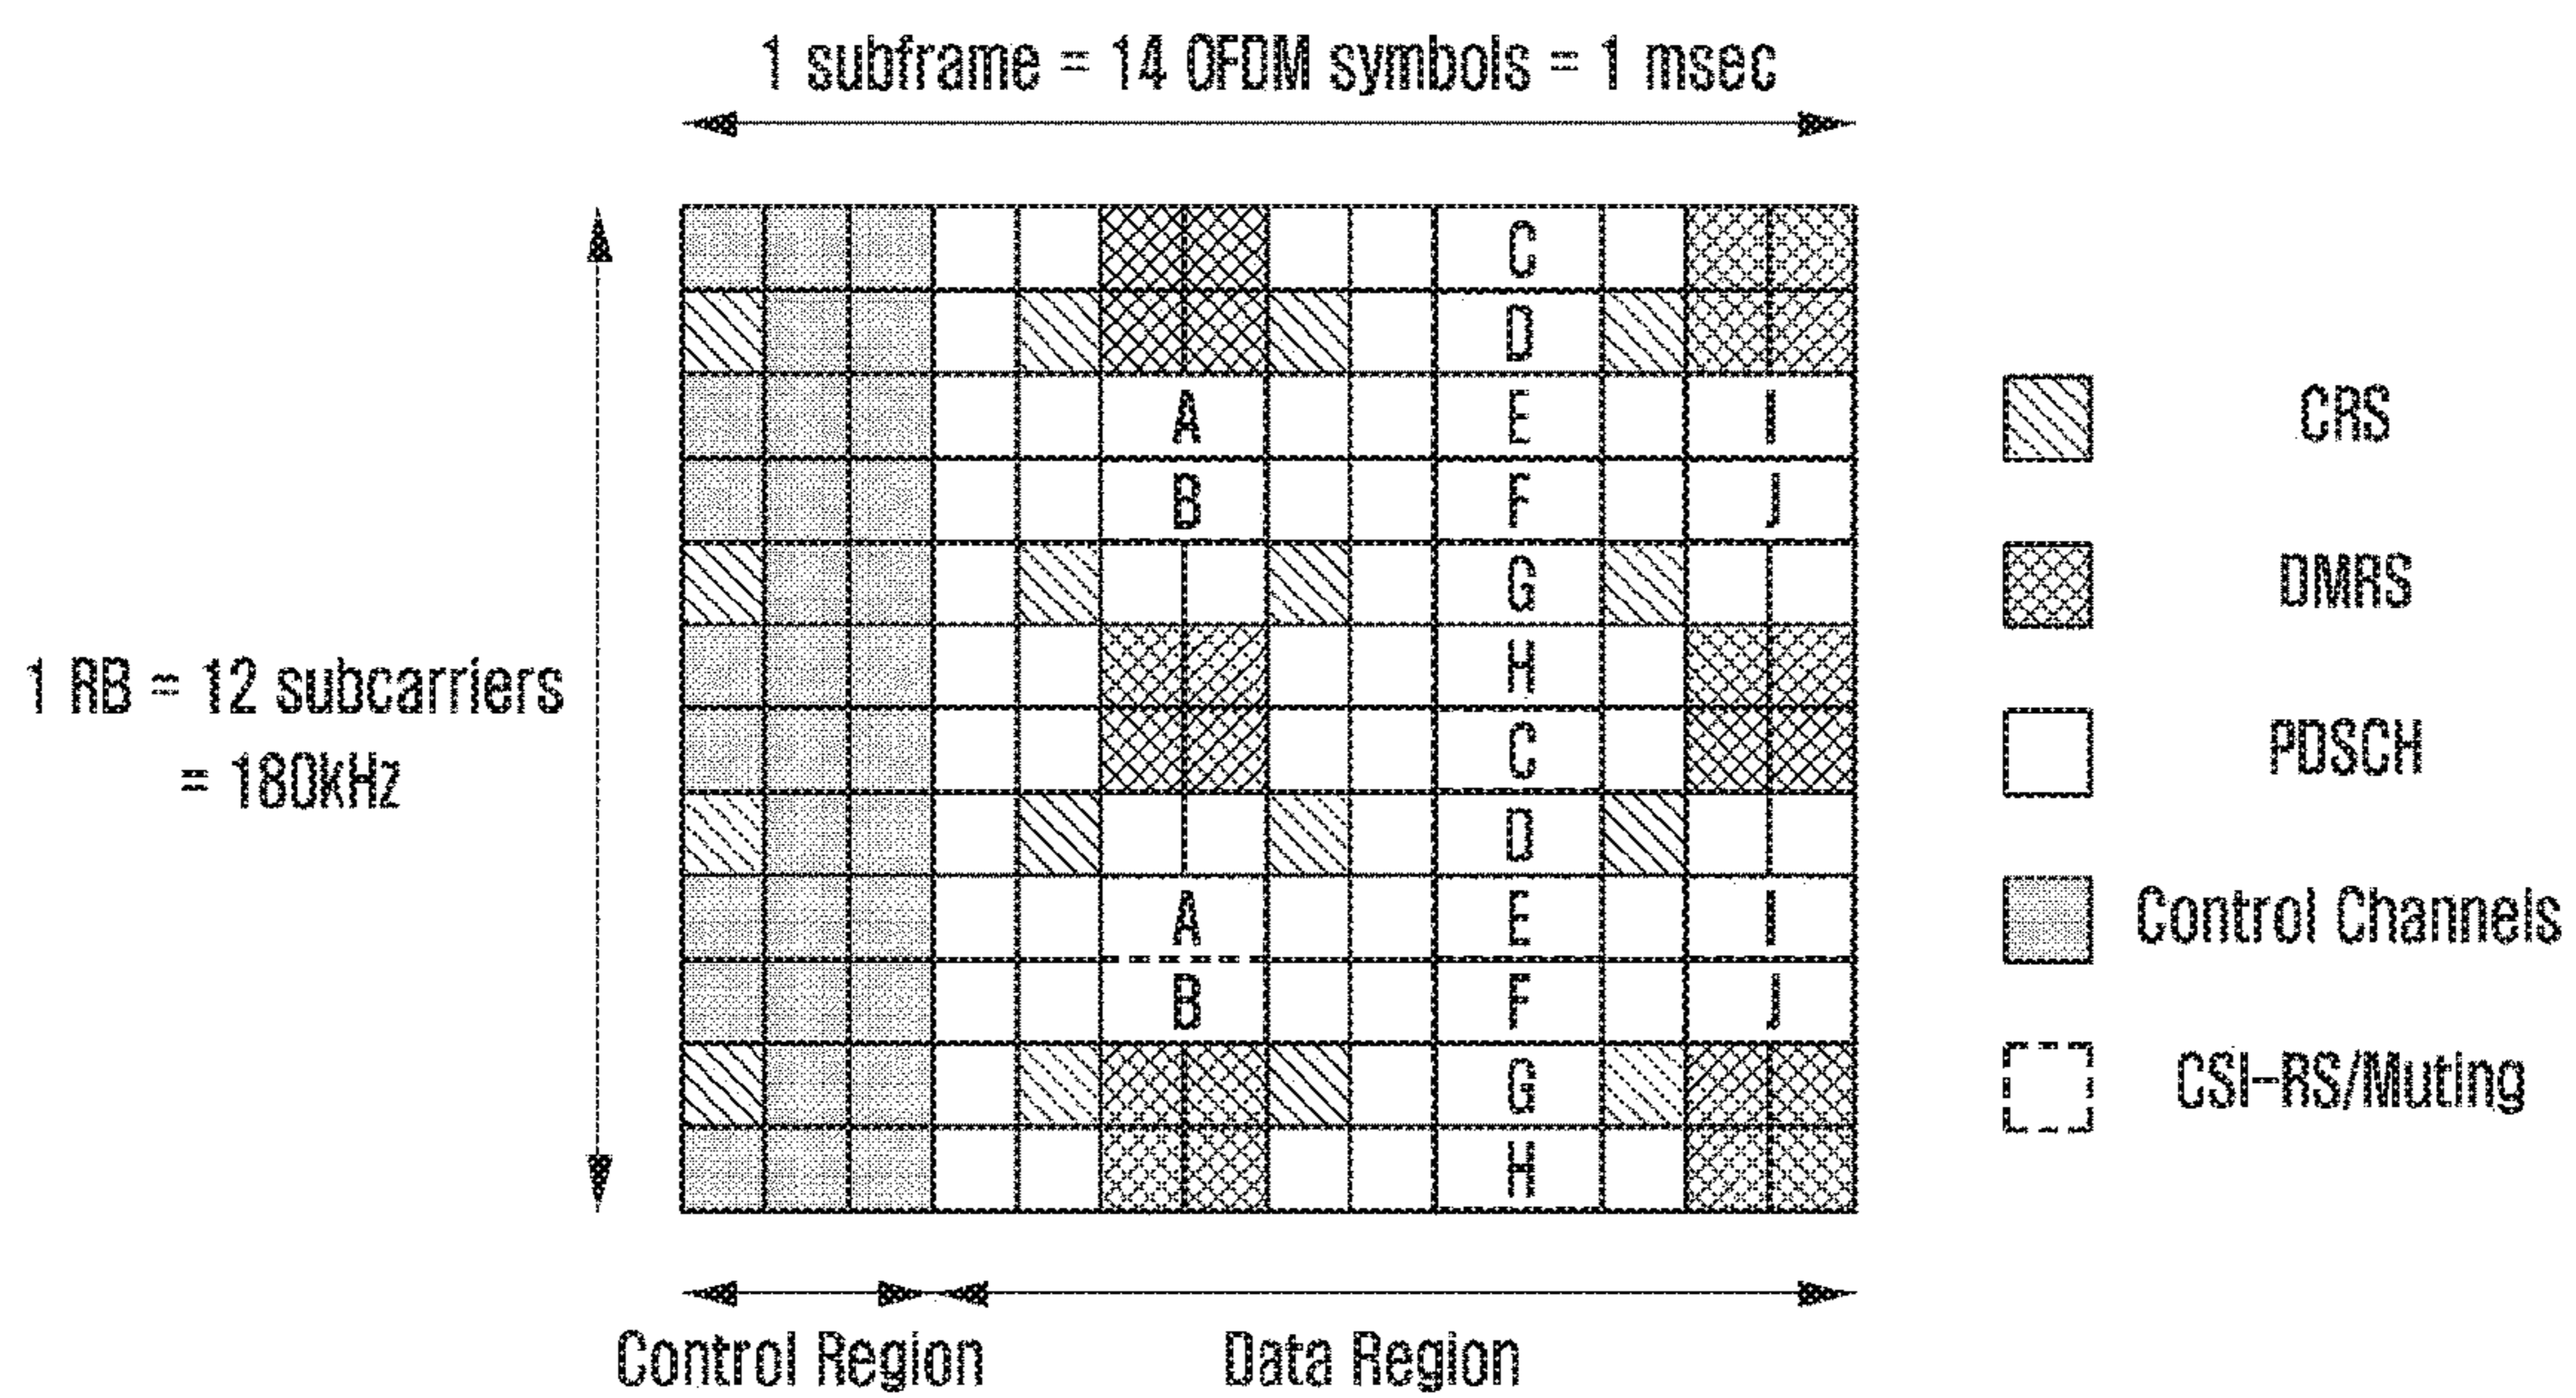 1 subframe = 14 OFDM symbols = 1 msec
C
D
A E I
B F J
G
H
C
D
A E I
B F J
G
H
1 RB = 12 subcarriers
= 180kHz
CRS
DMRS
PDSCH
Control Channels
CSI-RS/Muting
Control Region Data Region